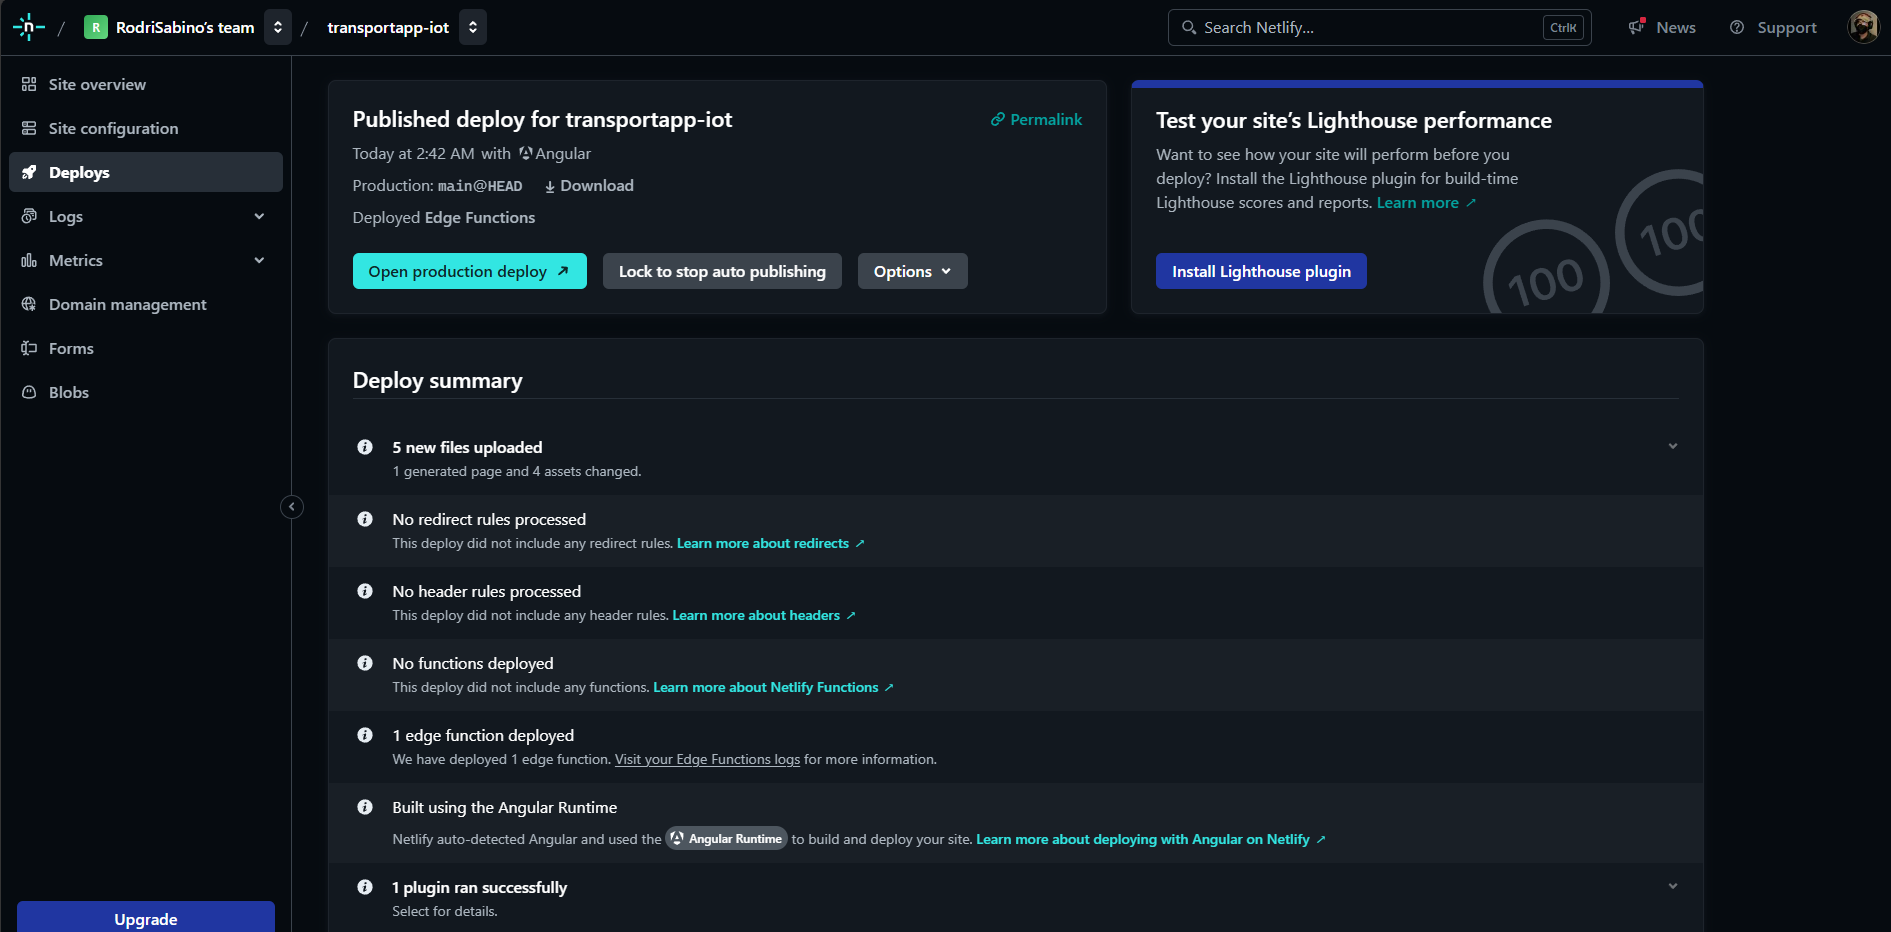 n / R RodriSabino's team / transportapp-iot
Search Netlify... CtrlK
News
Support
Site overview
Site configuration
Deploys
Logs
Metrics
Domain management
Forms
Blobs
Upgrade
Published deploy for transportapp-iot
Permalink
Today at 2:42 AM with Angular
Production: main@HEAD Download
Deployed Edge Functions
Open production deploy ↗
Lock to stop auto publishing
Options
Test your site's Lighthouse performance
Want to see how your site will perform before you
deploy? Install the Lighthouse plugin for build-time
Lighthouse scores and reports. Learn more ↗
Install Lighthouse plugin
100
100
Deploy summary
5 new files uploaded
1 generated page and 4 assets changed.
No redirect rules processed
This deploy did not include any redirect rules. Learn more about redirects ↗
No header rules processed
This deploy did not include any header rules. Learn more about headers ↗
No functions deployed
This deploy did not include any functions. Learn more about Netlify Functions ↗
1 edge function deployed
We have deployed 1 edge function. Visit your Edge Functions logs for more information.
Built using the Angular Runtime
Netlify auto-detected Angular and used the Angular Runtime to build and deploy your site. Learn more about deploying with Angular on Netlify ↗
1 plugin ran successfully
Select for details.